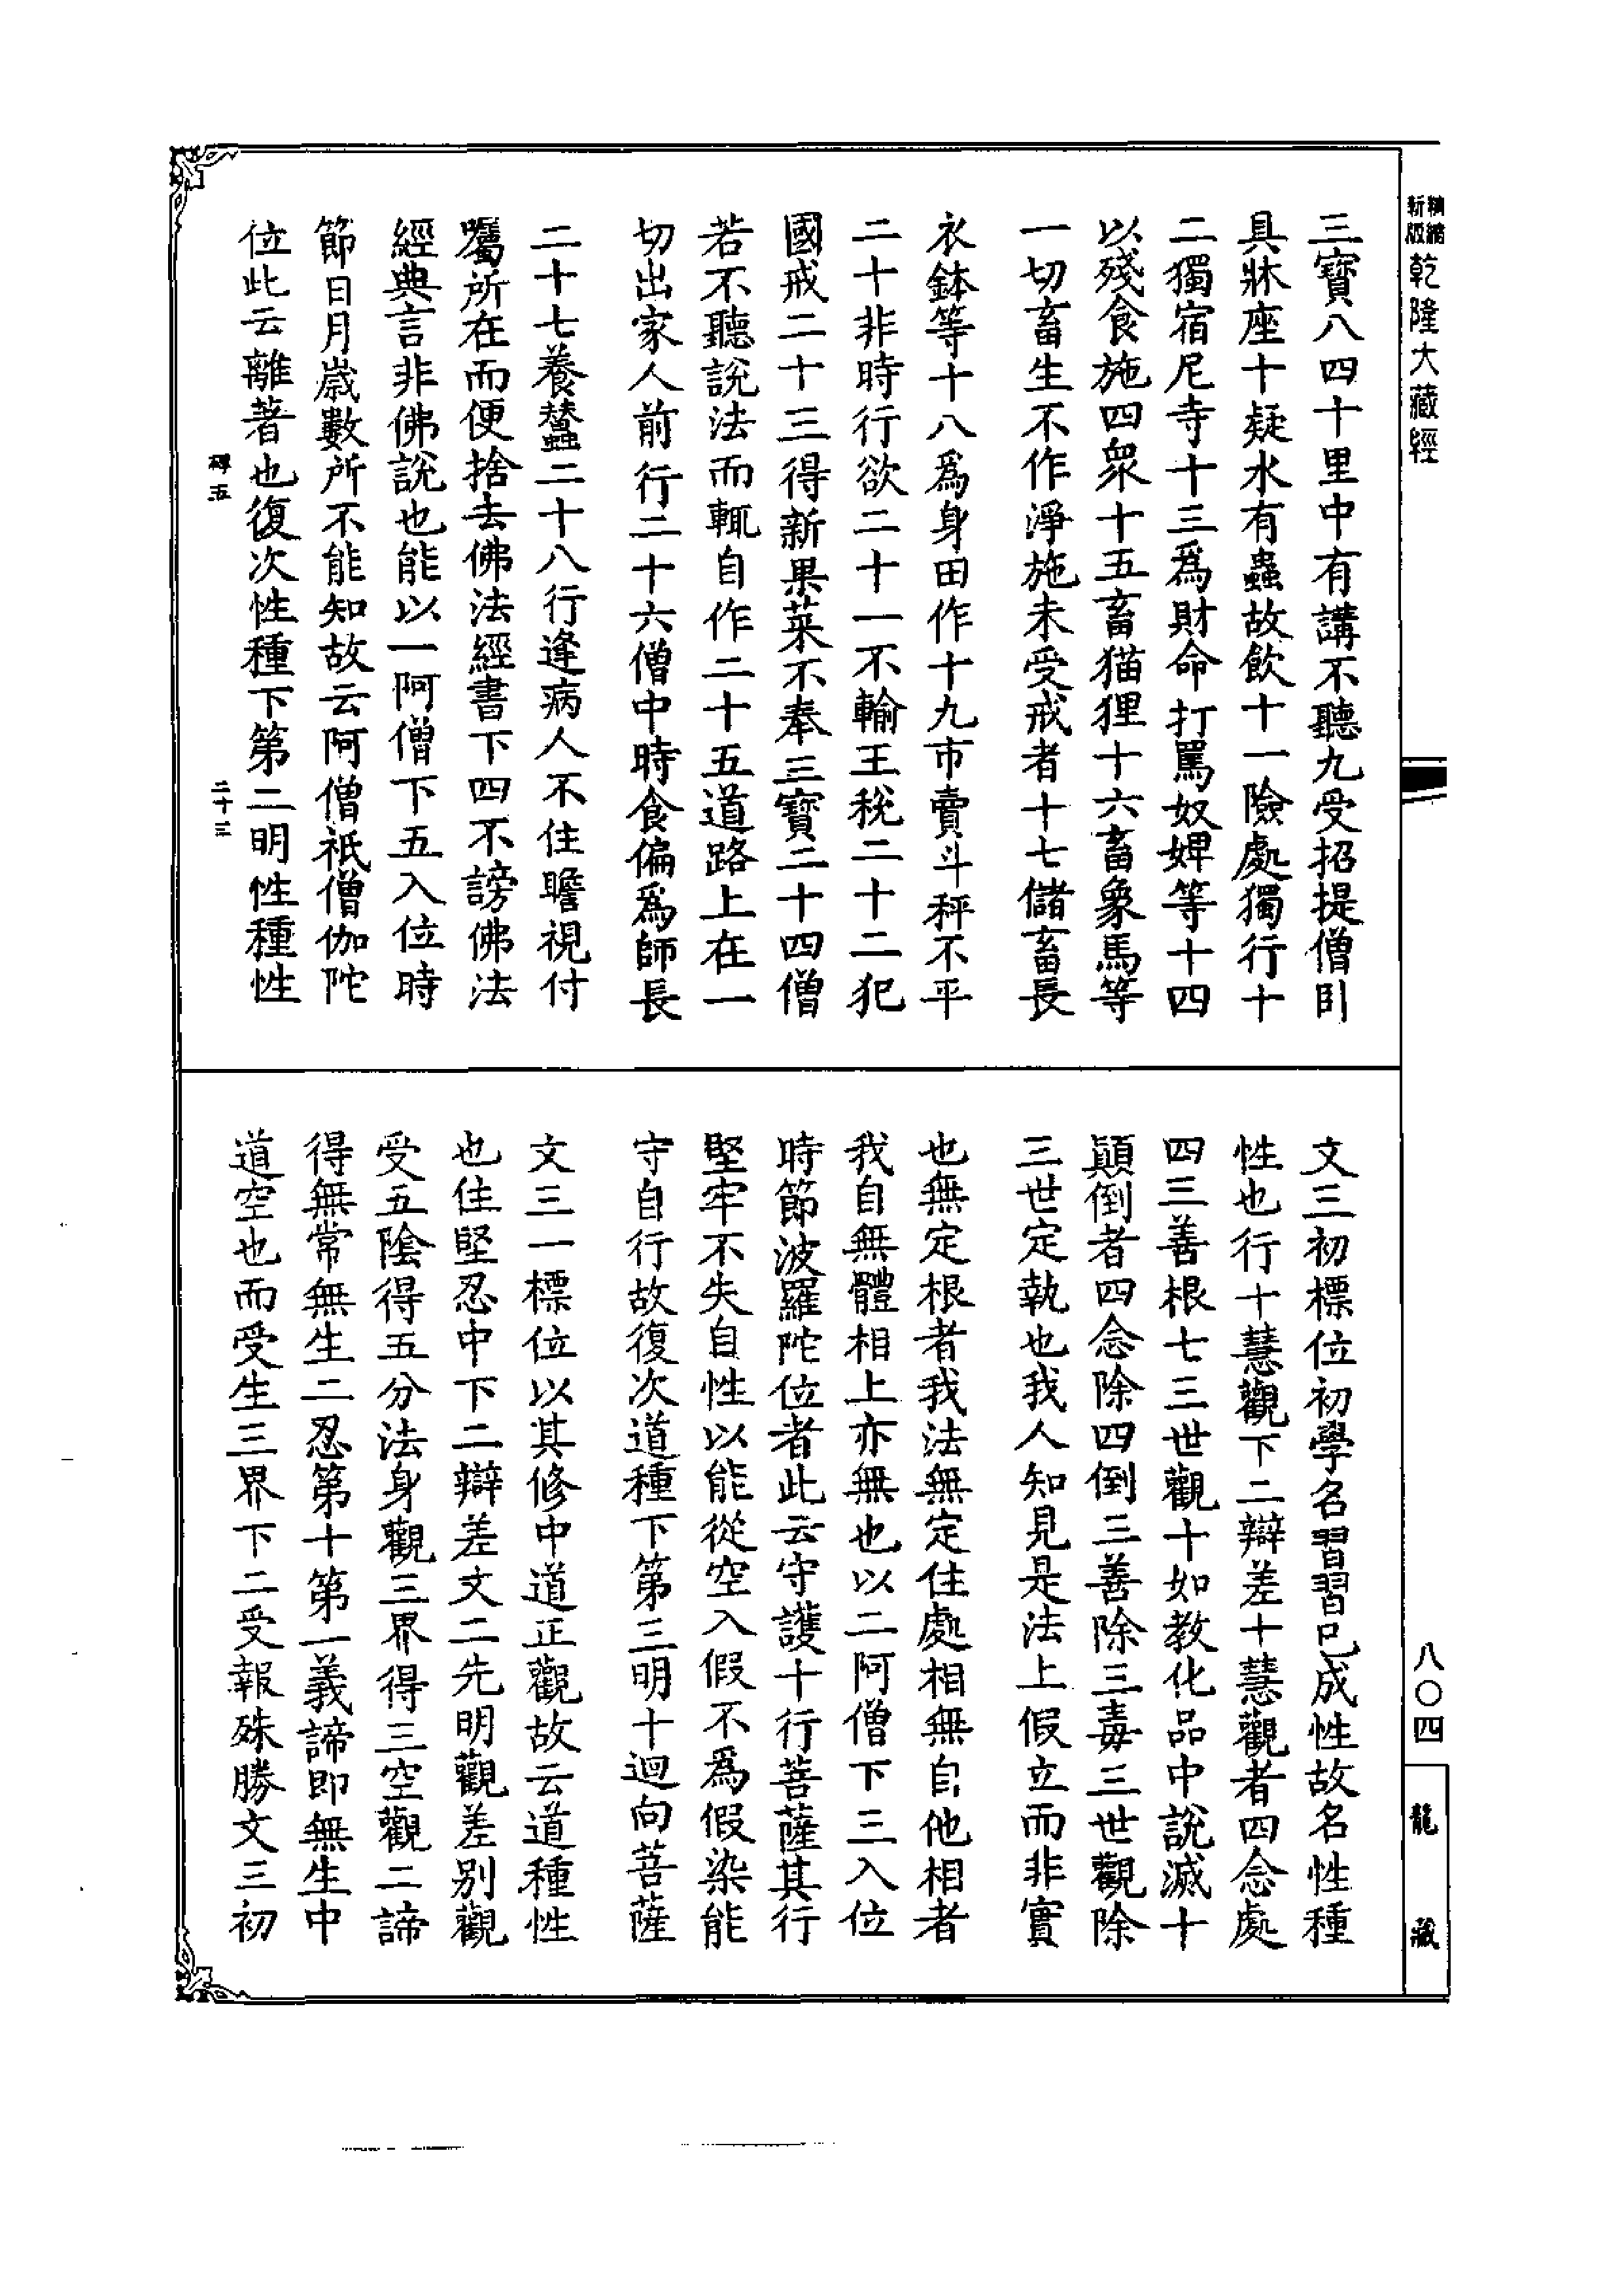 新版
精縮
乾隆大藏經
三寶八四十里中有講不聽九受招提僧臥
具牀座十疑水有蟲故飲十一險處獨行十
二獨宿尼寺十三爲財命打罵奴婢等十四
以殘食施四衆十五畜猫狸十六畜象馬等
一切畜生不作淨施未受戒者十七儲畜長
衣鉢等十八爲身田作十九市賣斗秤不平
二十非時行欲二十一不輸王稅二十二犯
國戒二十三得新果菜不奉三寶二十四僧
若不聽說法而輒自作二十五道路上在一
切出家人前行二十六僧中時食偏爲師長
二十七養蠶二十八行逢病人不住瞻視付
囑所在而便捨去佛法經書下四不謗佛法
經典言非佛說也能以一阿僧下五入位時
節日月歲數所不能知故云阿僧祇僧伽陀
位此云離著也復次性種下第二明性種性
碑五
二十三
文三初標位初學名習習已成性故名性種
性也行十慧觀下二辯差十慧觀者四念處
四三善根七三世觀十如教化品中說滅十
顛倒者四念除四倒三善除三毒三世觀除
三世定執也我人知見是法上假立而非實
也無定根者我法無定住處相無自他相者
我自無體相上亦無也以二阿僧下三入位
時節波羅陀位者此云守護十行菩薩其行
堅牢不失自性以能從空入假不爲假染能
守自行故復次道種下第三明十迴向菩薩
文三一標位以其修中道正觀故云道種性
也住堅忍中下二辯差文二先明觀差別觀
受五陰得五分法身觀三界得三空觀二諦
得無常無生二忍第十第一義諦即無生中
道空也而受生三界下二受報殊勝文三初
八〇四
龍藏